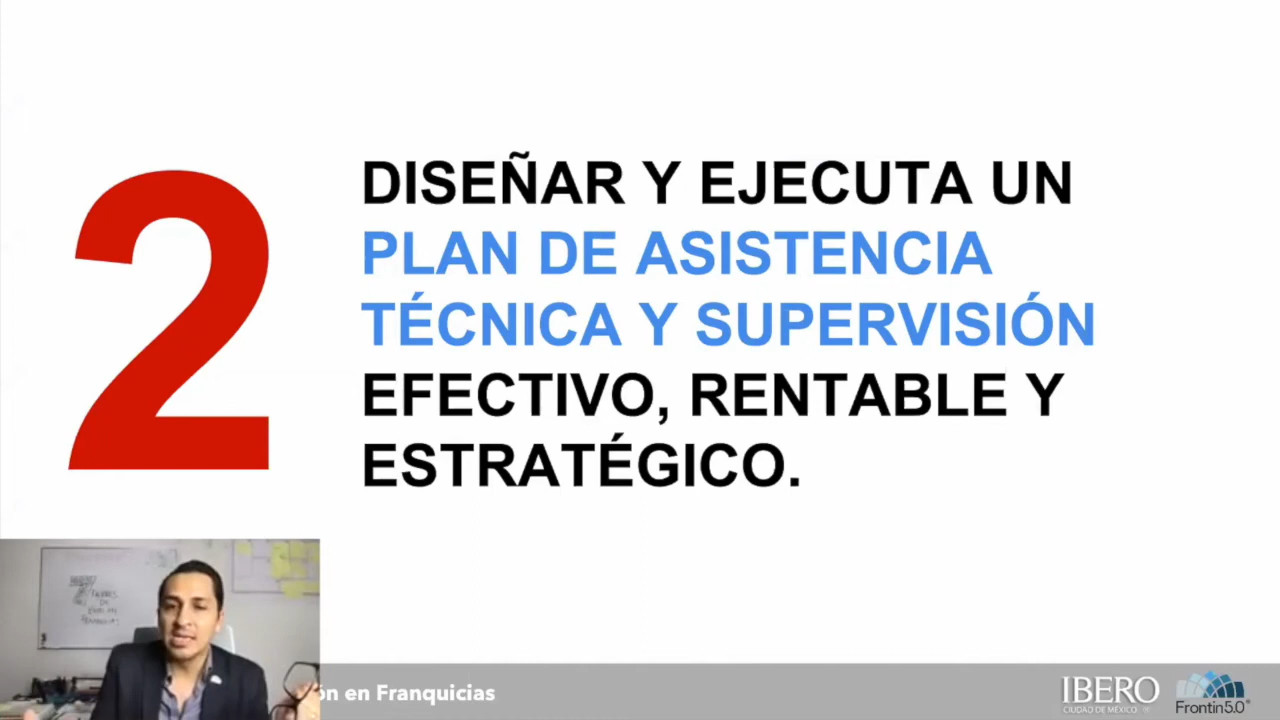 2
DISEÑAR Y EJECUTA UN
PLAN DE ASISTENCIA
TÉCNICA Y SUPERVISIÓN
EFECTIVO, RENTABLE Y
ESTRATÉGICO.
ón en Franquicias
IBERO
CIUDAD DE MÉXICO
Frontin5.0®